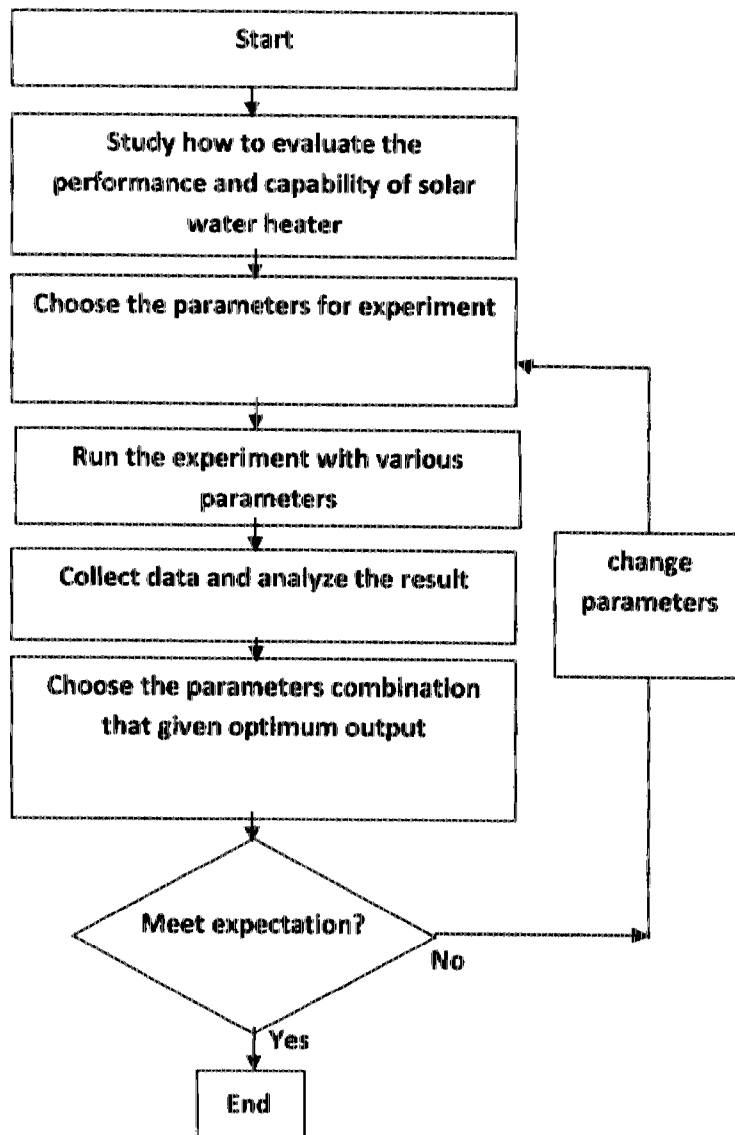 Start
Study how to evaluate the
performance and capability of solar
water heater
Choose the parameters for experiment
Run the experiment with various
parameters
Collect data and analyze the result
change
parameters
Choose the parameters combination
that given optimum output
Meet expectation?
No
Yes
End